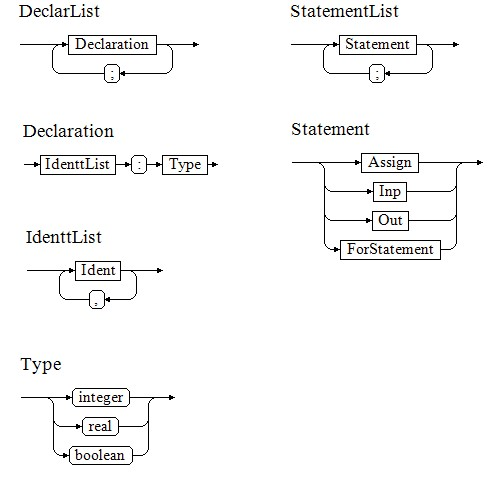 DeclarList
Declaration
;
StatementList
Statement
;
Declaration
IdenttList : Type
Statement
Assign
Inp
Out
ForStatement
IdenttList
Ident
,
Type
integer
real
boolean